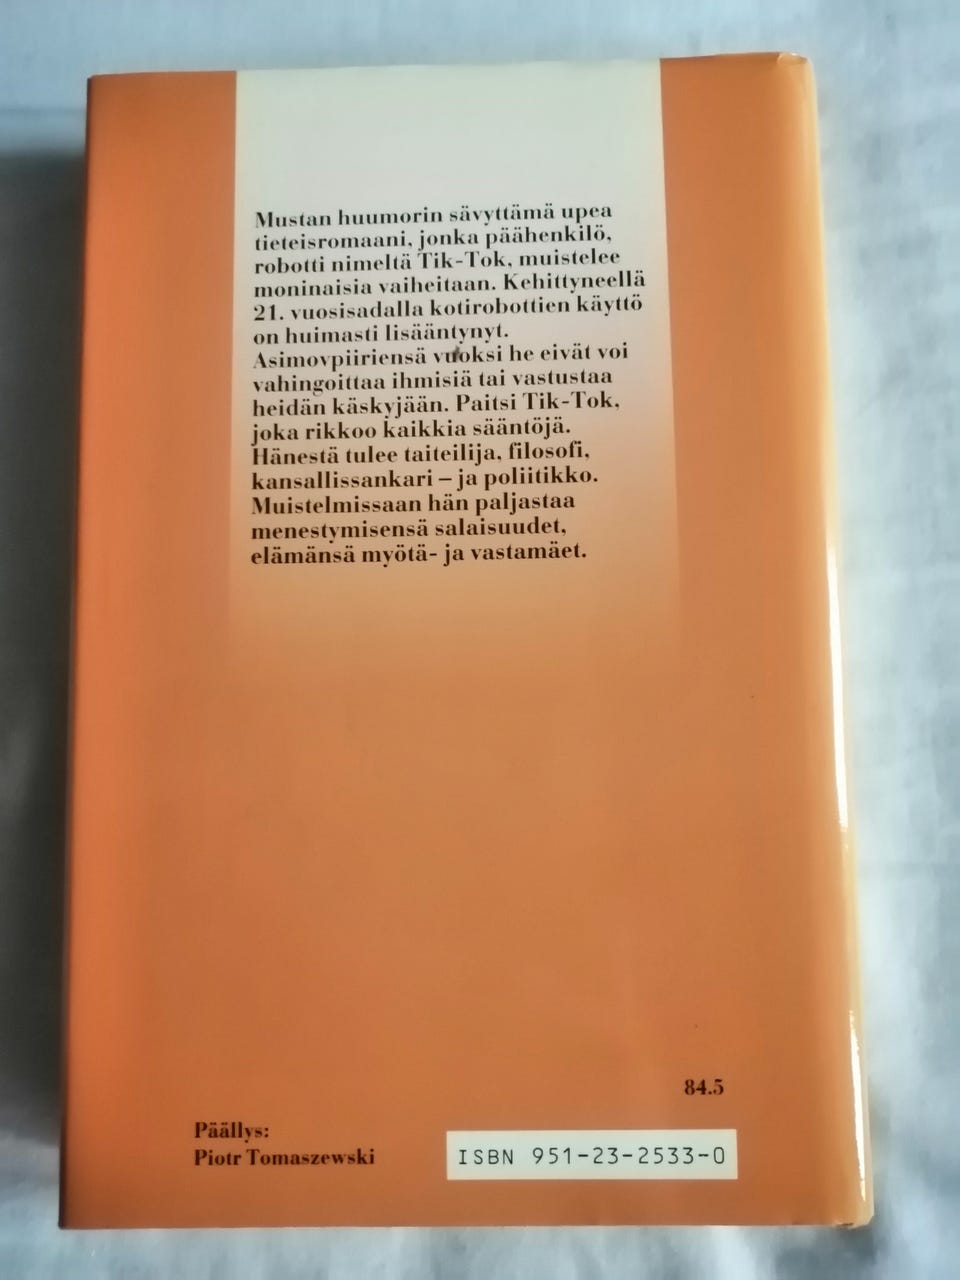 Mustan huumorin sävyttämä upea
tieteisromaani, jonka päähenkilö,
robotti nimeltä Tik-Tok, muistelee
moninaisia vaiheitaan. Kehittyneellä
21. vuosisadalla kotirobottien käyttö
on huimasti lisääntynyt.
Asimovpiiriensä vuoksi he eivät voi
vahingoittaa ihmisiä tai vastustaa
heidän käskyjään. Paitsi Tik-Tok,
joka rikkoo kaikkia sääntöjä.
Hänestä tulee taiteilija, filosofi,
kansallissankari – ja poliitikko.
Muistelmissaan hän paljastaa
menestymisensä salaisuudet,
elämänsä myötä- ja vastamäet.
84.5
Päällys:
Piotr Tomaszewski
ISBN 951-23-2533-0